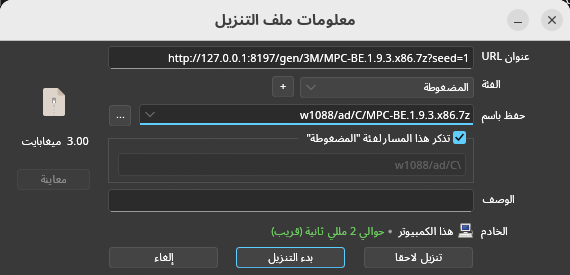 معلومات ملف التنزيل
عنوان URL
http://127.0.0.1:8197/gen/3M/MPC-BE.1.9.3.x86.7z?seed=1
الفئة
المضغوطة
+
حفظ باسم
w1088/ad/C/MPC-BE.1.9.3.x86.7z
...
تذكر هذا المسار لفئة "المضغوطة"
w1088/ad/C\
3.00 ميغابايت
معاينة
الوصف
الخادم
هذا الكمبيوتر • حوالي 2 مللي ثانية (قريب)
تنزيل لاحقا
بدء التنزيل
إلغاء